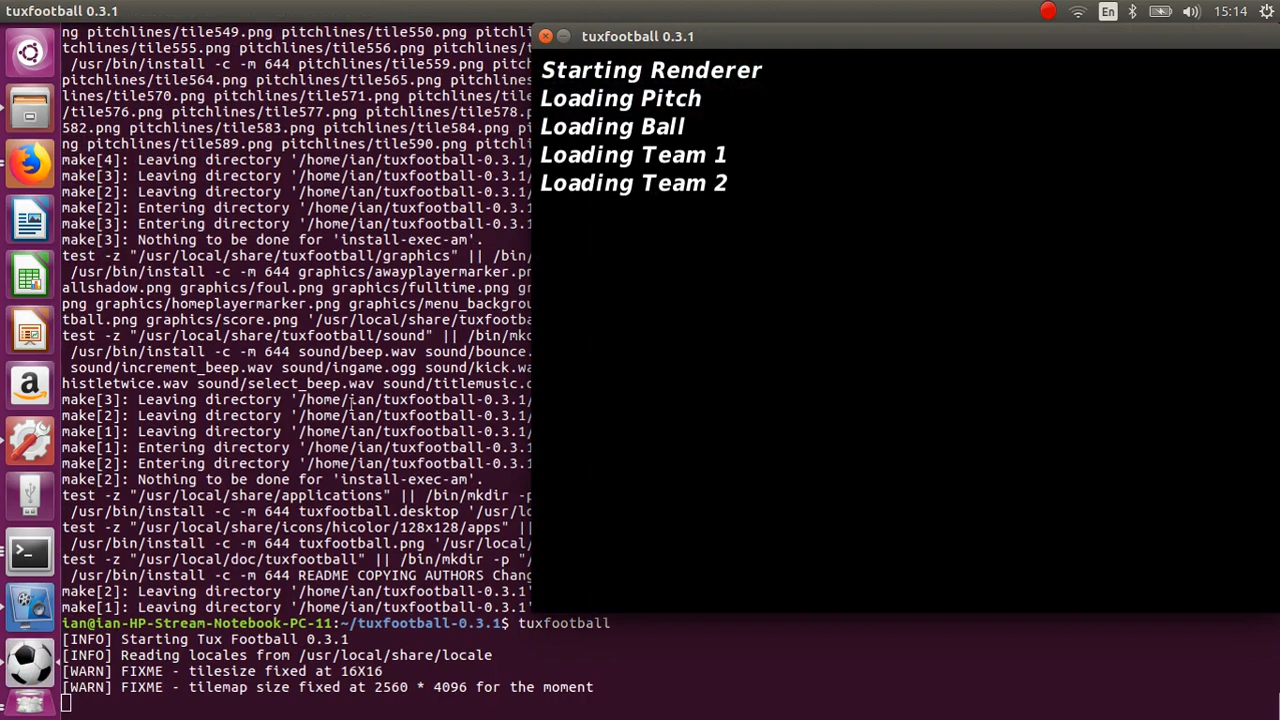 tuxfootball 0.3.1
En
15:14
ng pitchlines/tile549.png pitchlines/tile550.png
pitchlines/tile555.png pitchlines/tile556.png
/usr/bin/install -c -m 644 pitchlines/tile559.png
pitchlines/tile564.png pitchlines/tile565.png
lines/tile570.png pitchlines/tile571.png pitchlin
/tile576.png pitchlines/tile577.png pitchlines/tile578.
582.png pitchlines/tile583.png pitchlines/tile584.png
pitchlines/tile589.png pitchlines/tile590.png
make[4]: Leaving directory '/home/ian/tuxfootball-0.3.1/
make[3]: Leaving directory '/home/ian/tuxfootball-0.3.1/
make[2]: Leaving directory '/home/ian/tuxfootball-0.3.1/
make[2]: Entering directory '/home/ian/tuxfootball-0.3.1
make[3]: Entering directory '/home/ian/tuxfootball-0.3.1
make[3]: Nothing to be done for 'install-exec-am'.
test -z "/usr/local/share/tuxfootball/graphics" || /bin/
/usr/bin/install -c -m 644 graphics/awayplayermarker.pn
allshadow.png graphics/foul.png graphics/fulltime.png gr
png graphics/homeplayermarker.png graphics/menu_backgrou
tball.png graphics/score.png '/usr/local/share/tuxfootba
test -z "/usr/local/share/tuxfootball/sound" || /bin/mkd
/usr/bin/install -c -m 644 sound/beep.wav sound/bounce.
sound/increment_beep.wav sound/ingame.ogg sound/kick.wa
histletwice.wav sound/select_beep.wav sound/titlemusic.o
make[3]: Leaving directory '/home/ian/tuxfootball-0.3.1/
make[2]: Leaving directory '/home/ian/tuxfootball-0.3.1/
make[1]: Leaving directory '/home/ian/tuxfootball-0.3.1/
make[1]: Entering directory '/home/ian/tuxfootball-0.3.1
make[2]: Entering directory '/home/ian/tuxfootball-0.3.1
make[2]: Nothing to be done for 'install-exec-am'.
test -z "/usr/local/share/applications" || /bin/mkdir -p
/usr/bin/install -c -m 644 tuxfootball.desktop '/usr/lo
test -z "/usr/local/share/icons/hicolor/128x128/apps" ||
/usr/bin/install -c -m 644 tuxfootball.png '/usr/local/
test -z "/usr/local/doc/tuxfootball" || /bin/mkdir -p "/
/usr/bin/install -c -m 644 README COPYING AUTHORS Chang
make[2]: Leaving directory '/home/ian/tuxfootball-0.3.1'
make[1]: Leaving directory '/home/ian/tuxfootball-0.3.1'
ian@ian-HP-Stream-Notebook-PC-11:~/tuxfootball-0.3.1$ tuxfootball
[INFO] Starting Tux Football 0.3.1
[INFO] Reading locales from /usr/local/share/locale
[WARN] FIXME - tilesize fixed at 16X16
[WARN] FIXME - tilemap size fixed at 2560 * 4096 for the moment
tuxfootball 0.3.1
Starting Renderer
Loading Pitch
Loading Ball
Loading Team 1
Loading Team 2